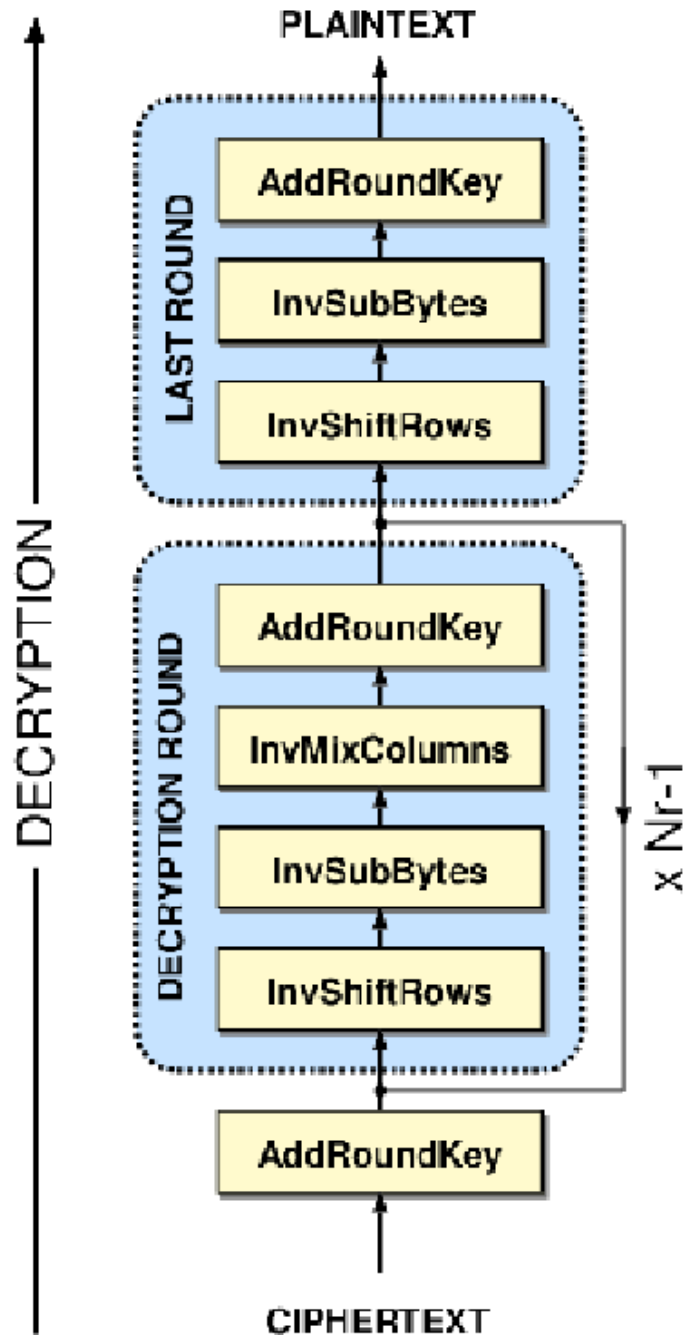 PLAINTEXT
AddRoundKey
InvSubBytes
InvShiftRows
LAST ROUND
AddRoundKey
InvMixColumns
InvSubBytes
InvShiftRows
DECRYPTION ROUND
x Nr-1
AddRoundKey
CIPHERTEXT
DECRYPTION